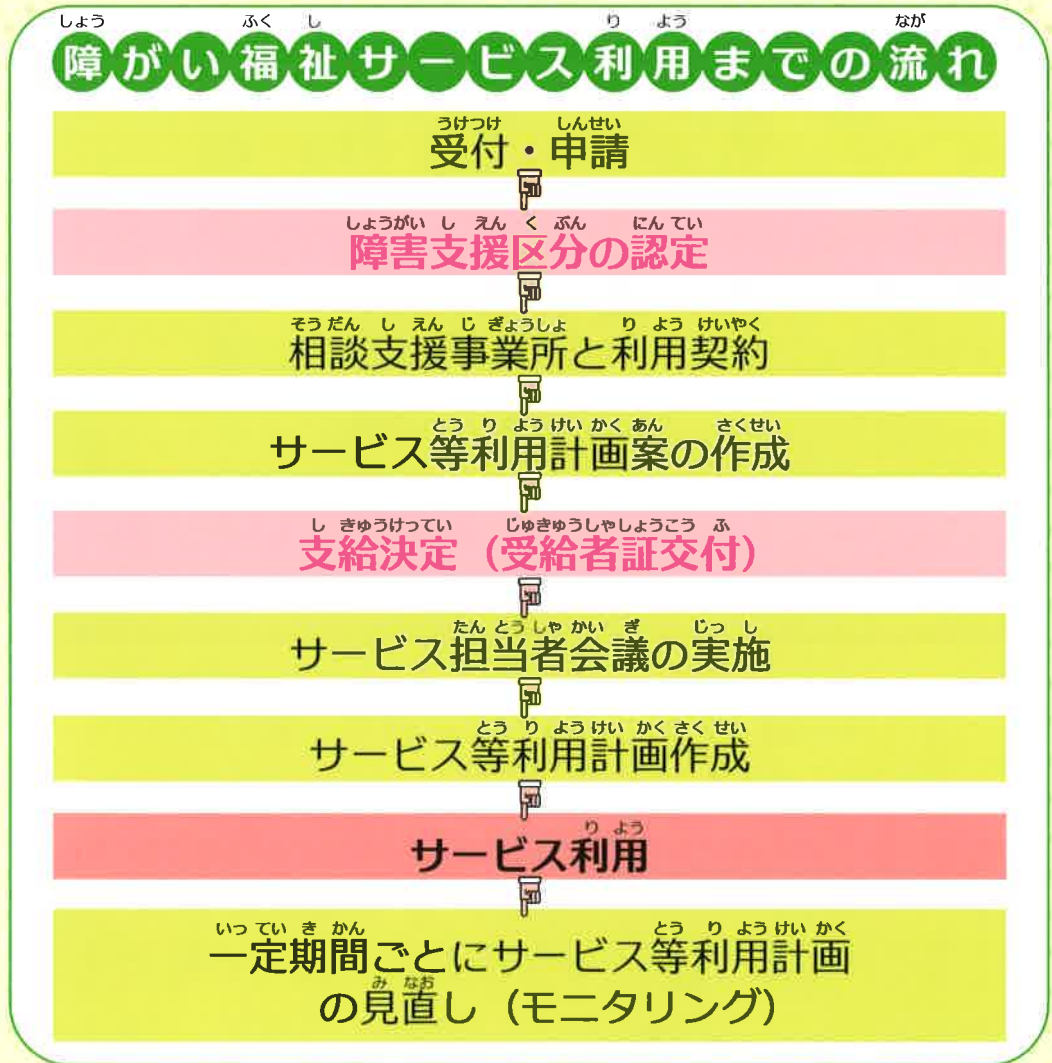 障がい福祉サービス利用までの流れ
受付・申請
障害支援区分の認定
相談支援事業所と利用契約
サービス等利用計画案の作成
支給決定（受給者証交付）
サービス担当者会議の実施
サービス等利用計画作成
サービス利用
一定期間ごとにサービス等利用計画
の見直し（モニタリング）